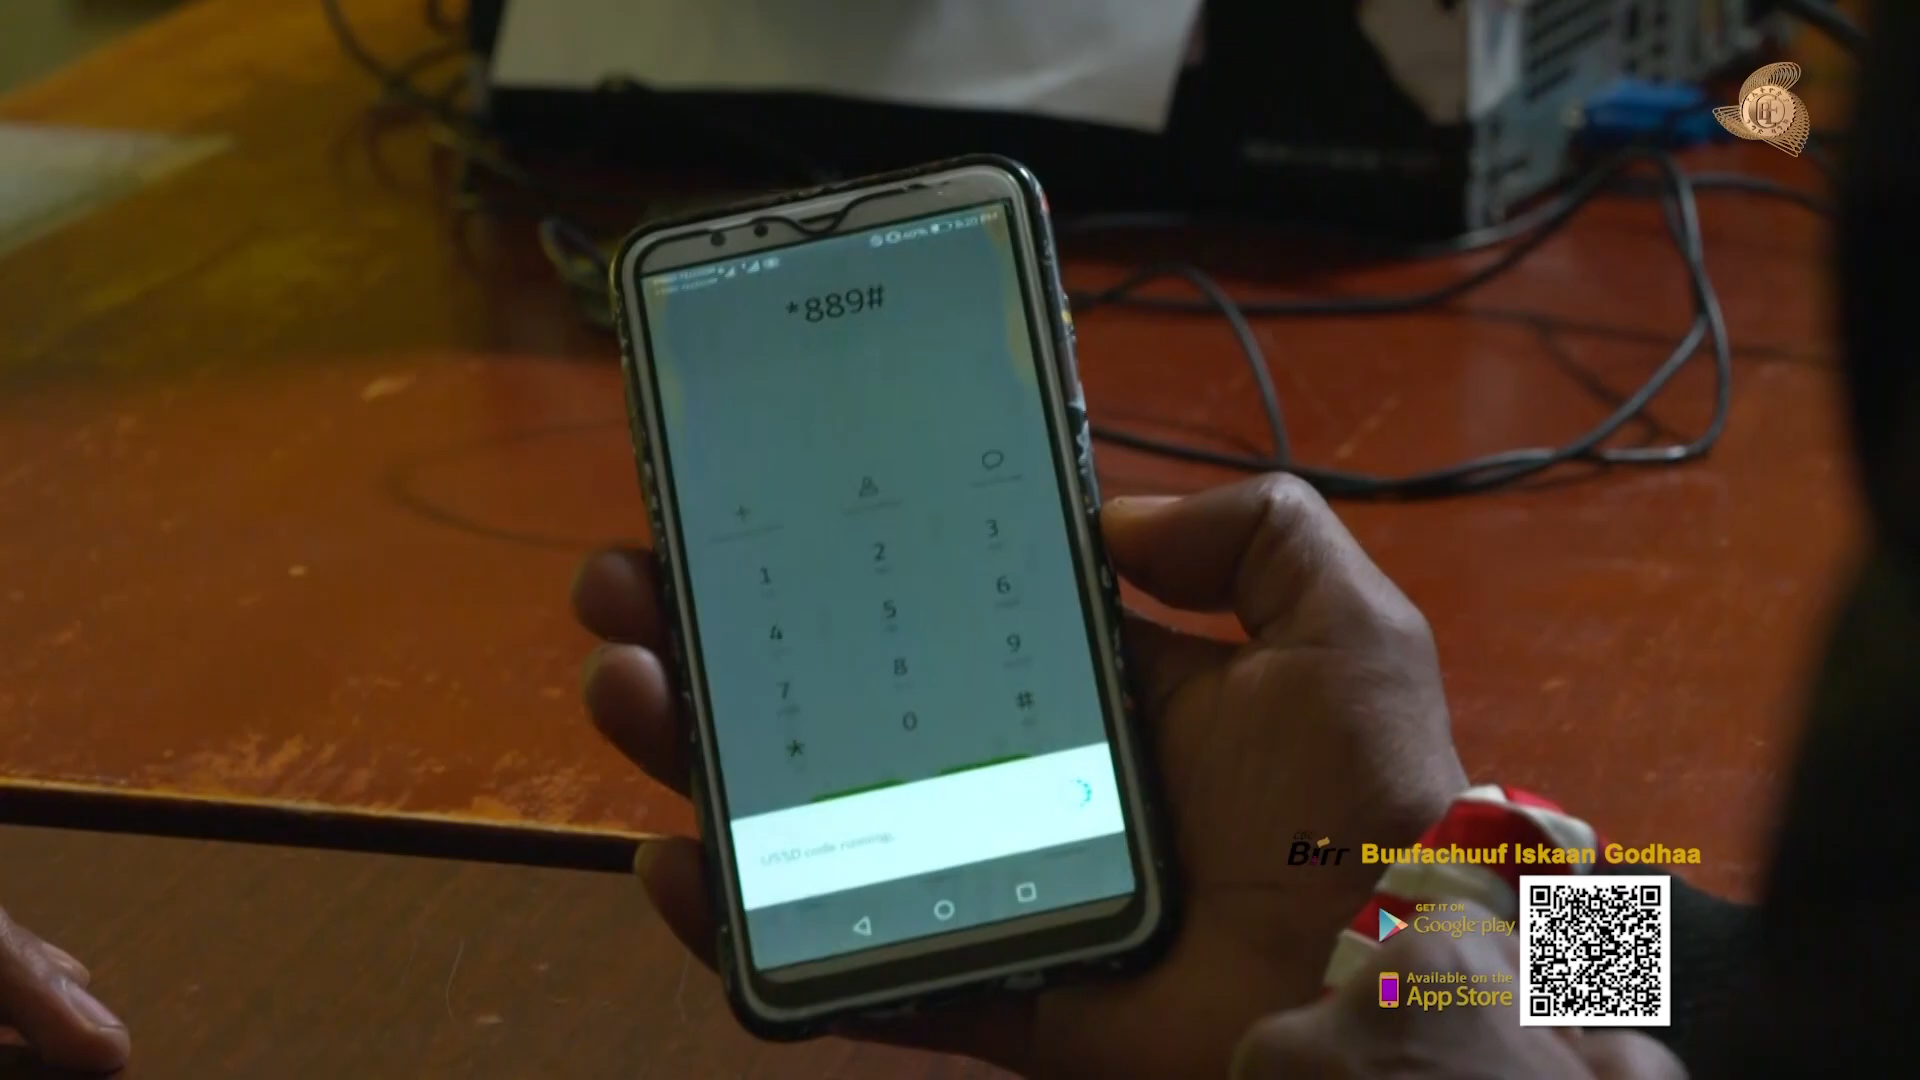 *889#
1
2
3
4
5
6
7
8
9
*
0
#
USSD code running...
CBE
Birr
Buufachuuf Iskaan Godhaa
GET IT ON
Google play
Available on the
App Store